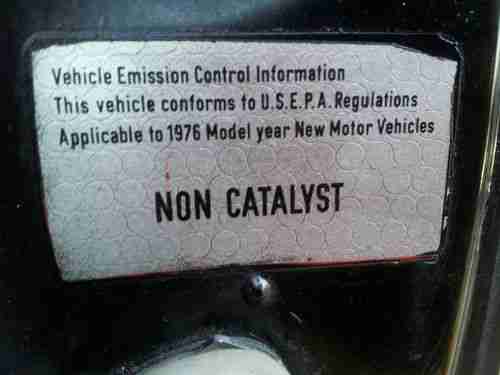 Vehicle Emission Control Information
This vehicle conforms to U.S.E.P.A. Regulations
Applicable to 1976 Model year New Motor Vehicles
NON CATALYST